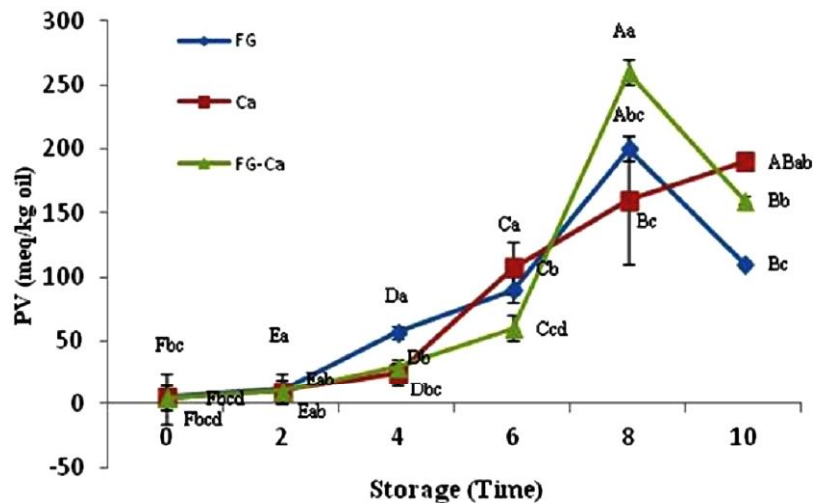 300
250
200
150
100
50
0
-50
PV (meq/kg oil)
FG
Ca
FG-Ca
Fbc
Fbcd
Fbcd
Ea
Eab
Eab
Da
Db
Dbc
Ca
Cb
Ccd
Aa
Abc
Bc
ABab
Bb
Bc
0 2 4 6 8 10
Storage (Time)